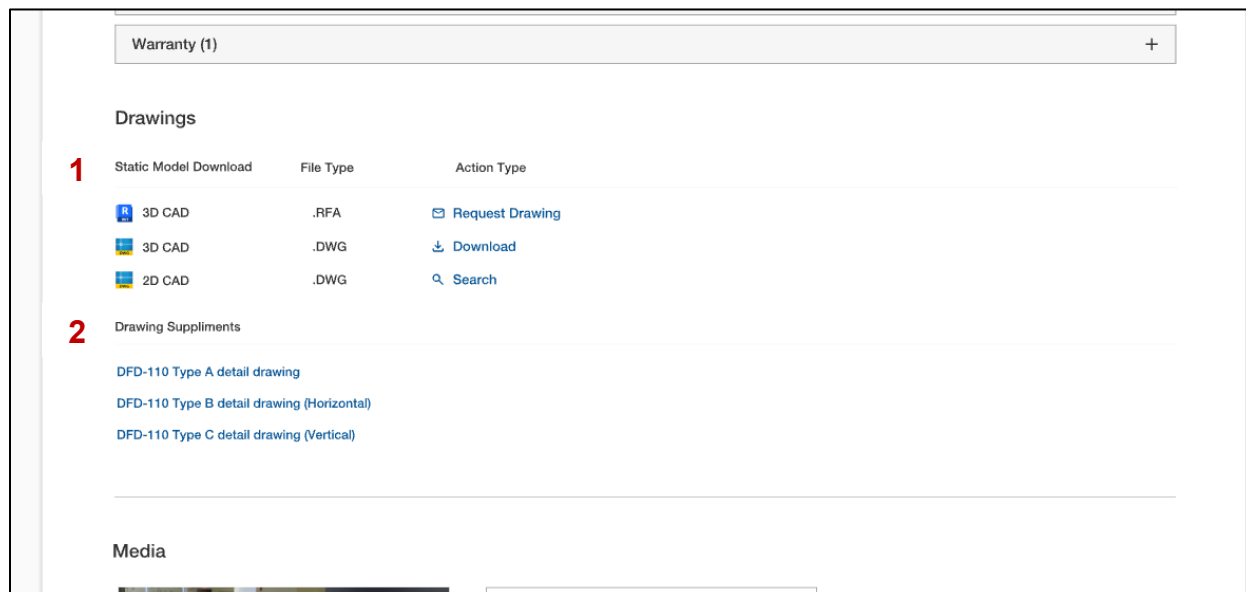 Warranty (1) +
Drawings
1 Static Model Download File Type Action Type
3D CAD .RFA Request Drawing
3D CAD .DWG Download
2D CAD .DWG Search
2 Drawing Suppliments
DFD-110 Type A detail drawing
DFD-110 Type B detail drawing (Horizontal)
DFD-110 Type C detail drawing (Vertical)
Media